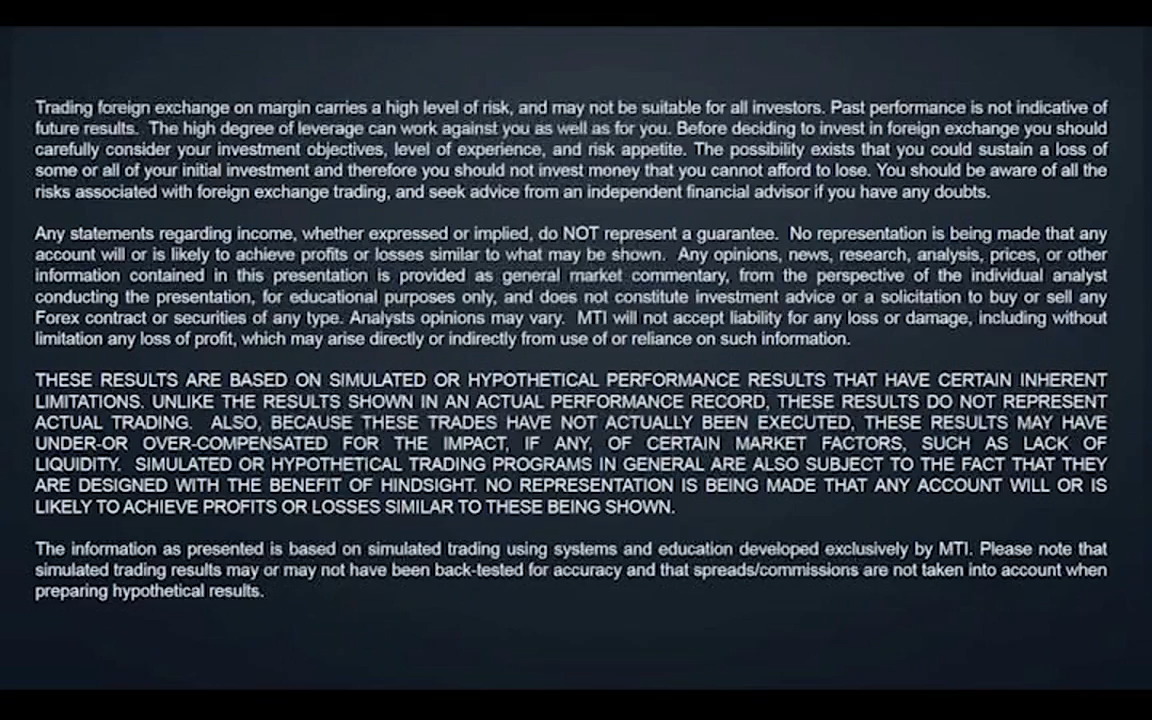 Trading foreign exchange on margin carries a high level of risk, and may not be suitable for all investors. Past performance is not indicative of
future results.  The high degree of leverage can work against you as well as for you. Before deciding to invest in foreign exchange you should
carefully consider your investment objectives, level of experience, and risk appetite. The possibility exists that you could sustain a loss of
some or all of your initial investment and therefore you should not invest money that you cannot afford to lose. You should be aware of all the
risks associated with foreign exchange trading, and seek advice from an independent financial advisor if you have any doubts.
Any statements regarding income, whether expressed or implied, do NOT represent a guarantee.  No representation is being made that any
account will or is likely to achieve profits or losses similar to what may be shown.  Any opinions, news, research, analysis, prices, or other
information contained in this presentation is provided as general market commentary, from the perspective of the individual analyst
conducting the presentation, for educational purposes only, and does not constitute investment advice or a solicitation to buy or sell any
Forex contract or securities of any type. Analysts opinions may vary.  MTI will not accept liability for any loss or damage, including without
limitation any loss of profit, which may arise directly or indirectly from use of or reliance on such information.
THESE RESULTS ARE BASED ON SIMULATED OR HYPOTHETICAL PERFORMANCE RESULTS THAT HAVE CERTAIN INHERENT
LIMITATIONS. UNLIKE THE RESULTS SHOWN IN AN ACTUAL PERFORMANCE RECORD, THESE RESULTS DO NOT REPRESENT
ACTUAL TRADING.  ALSO, BECAUSE THESE TRADES HAVE NOT ACTUALLY BEEN EXECUTED, THESE RESULTS MAY HAVE
UNDER-OR OVER-COMPENSATED FOR THE IMPACT, IF ANY, OF CERTAIN MARKET FACTORS, SUCH AS LACK OF
LIQUIDITY.  SIMULATED OR HYPOTHETICAL TRADING PROGRAMS IN GENERAL ARE ALSO SUBJECT TO THE FACT THAT THEY
ARE DESIGNED WITH THE BENEFIT OF HINDSIGHT. NO REPRESENTATION IS BEING MADE THAT ANY ACCOUNT WILL OR IS
LIKELY TO ACHIEVE PROFITS OR LOSSES SIMILAR TO THESE BEING SHOWN.
The information as presented is based on simulated trading using systems and education developed exclusively by MTI. Please note that
simulated trading results may or may not have been back-tested for accuracy and that spreads/commissions are not taken into account when
preparing hypothetical results.